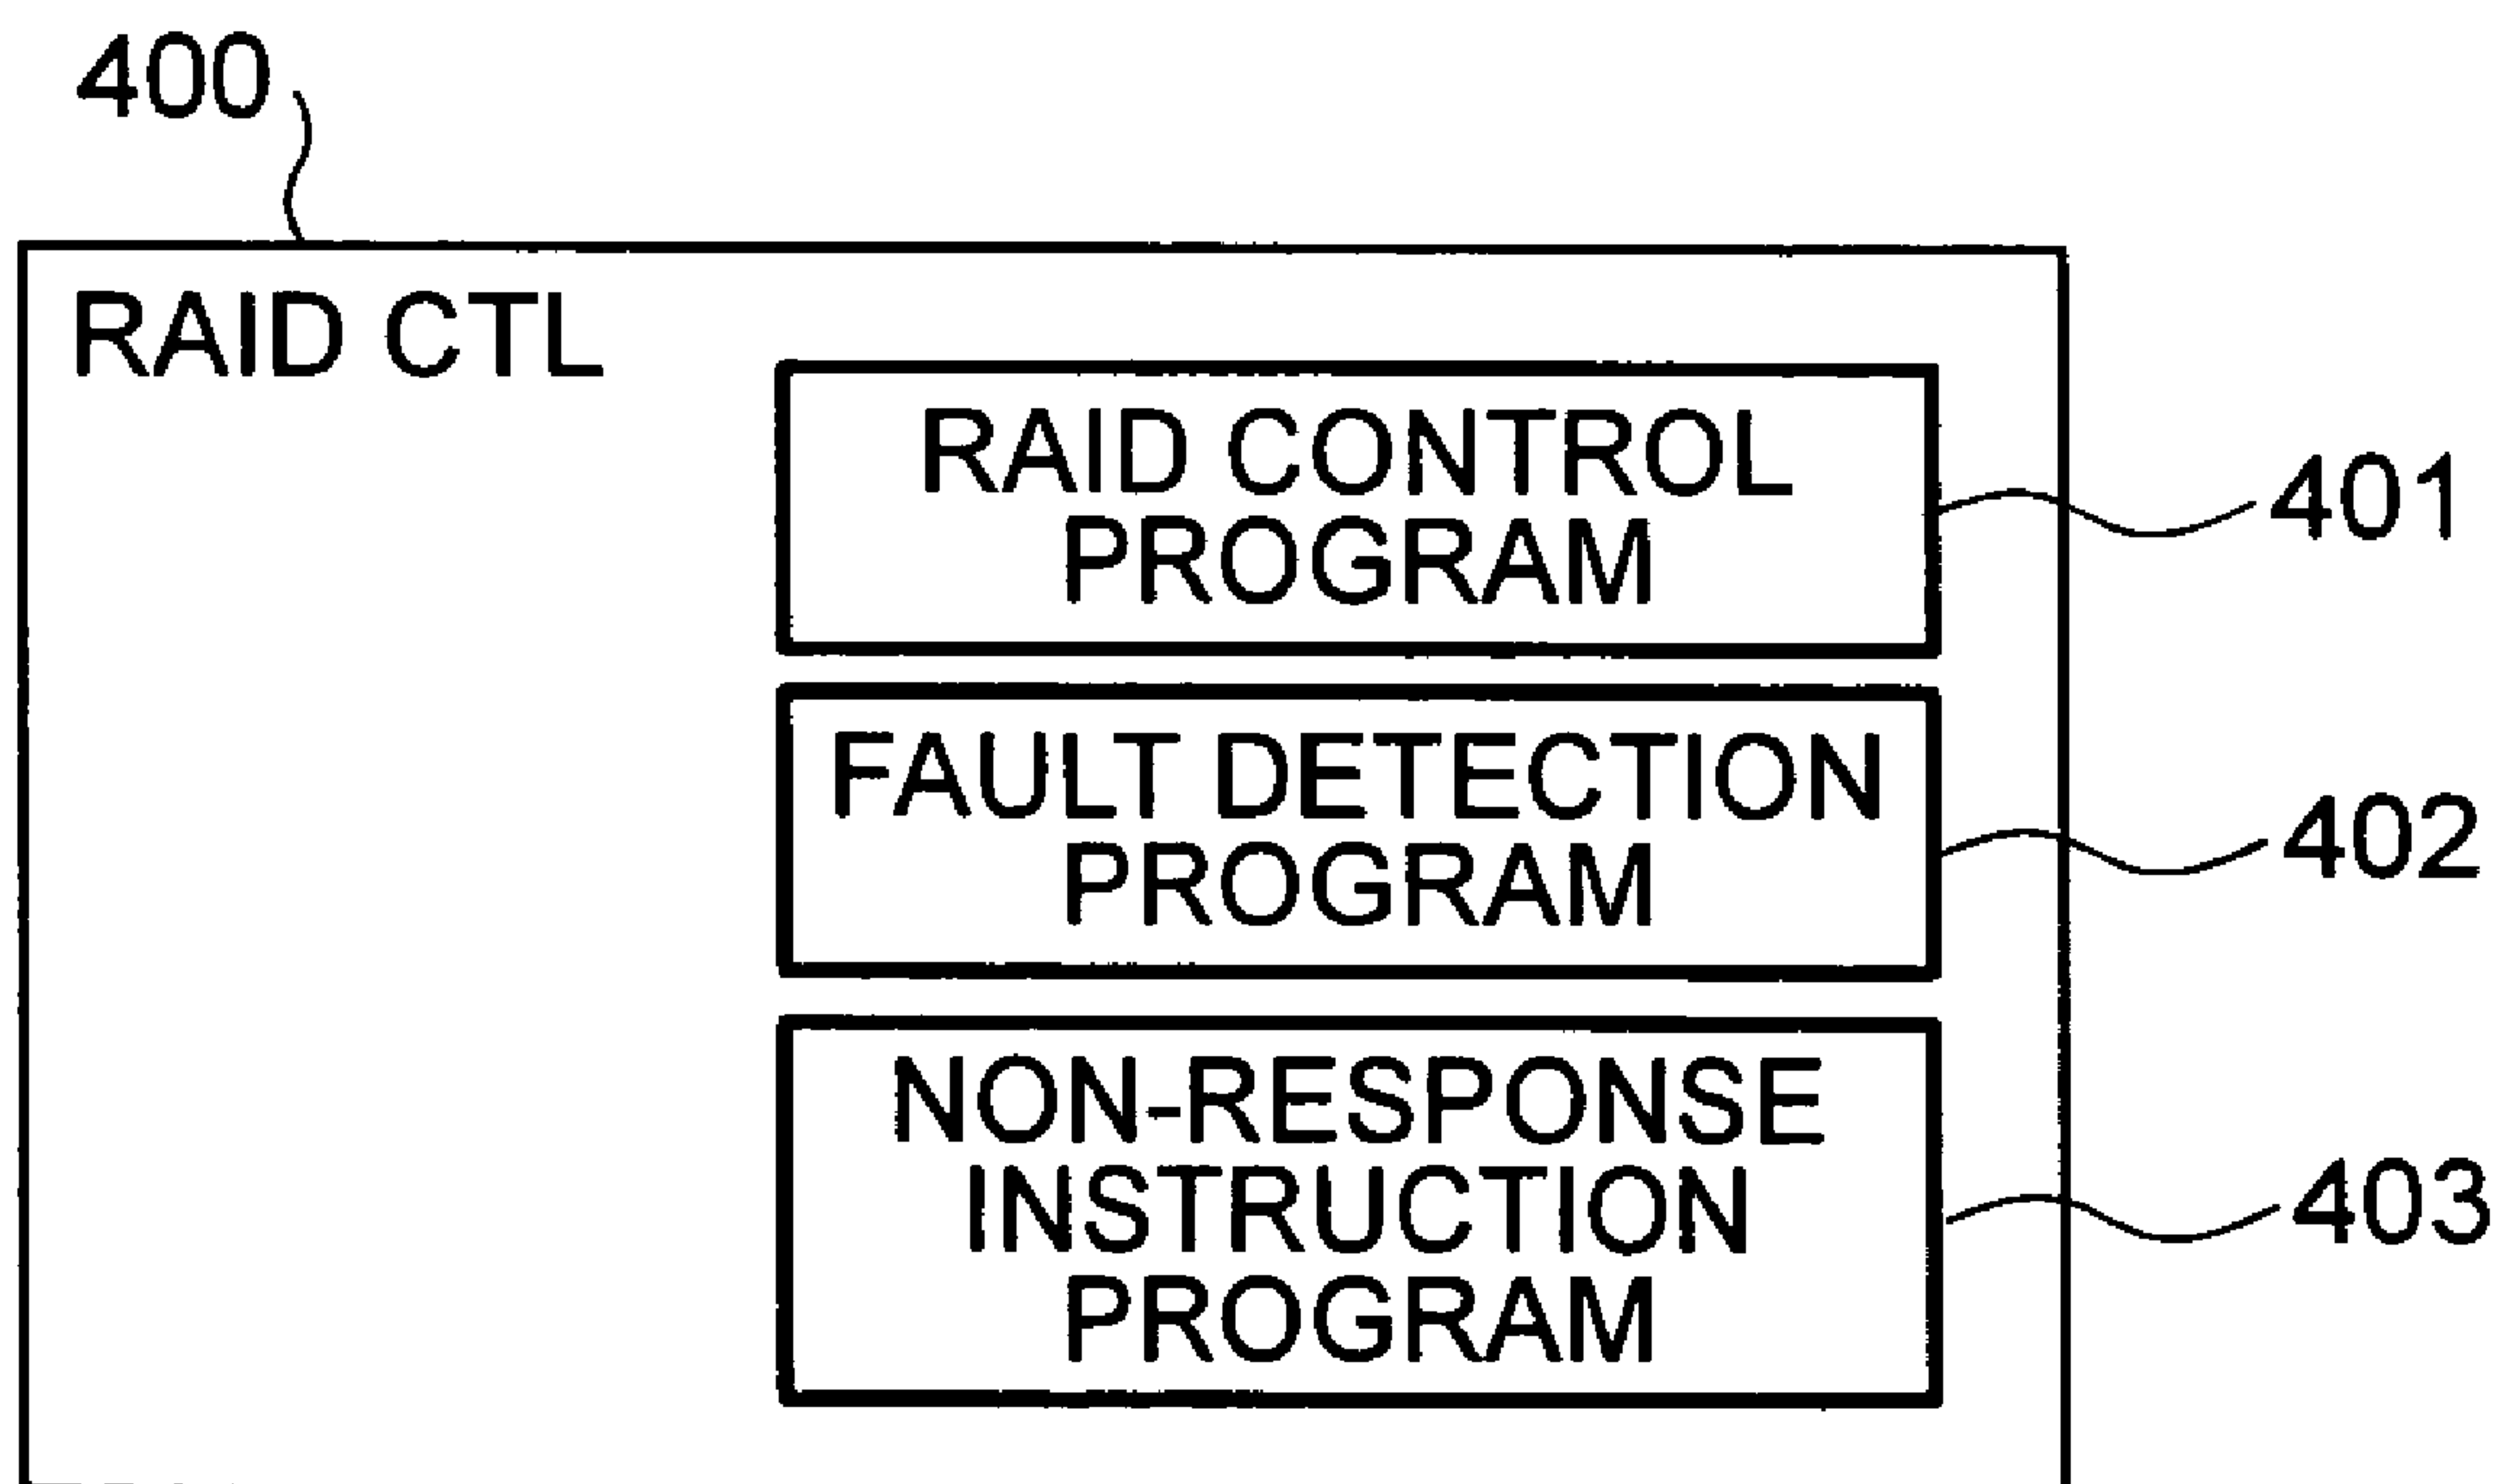 400
RAID CTL
RAID CONTROL
PROGRAM
401
FAULT DETECTION
PROGRAM
402
NON-RESPONSE
INSTRUCTION
PROGRAM
403